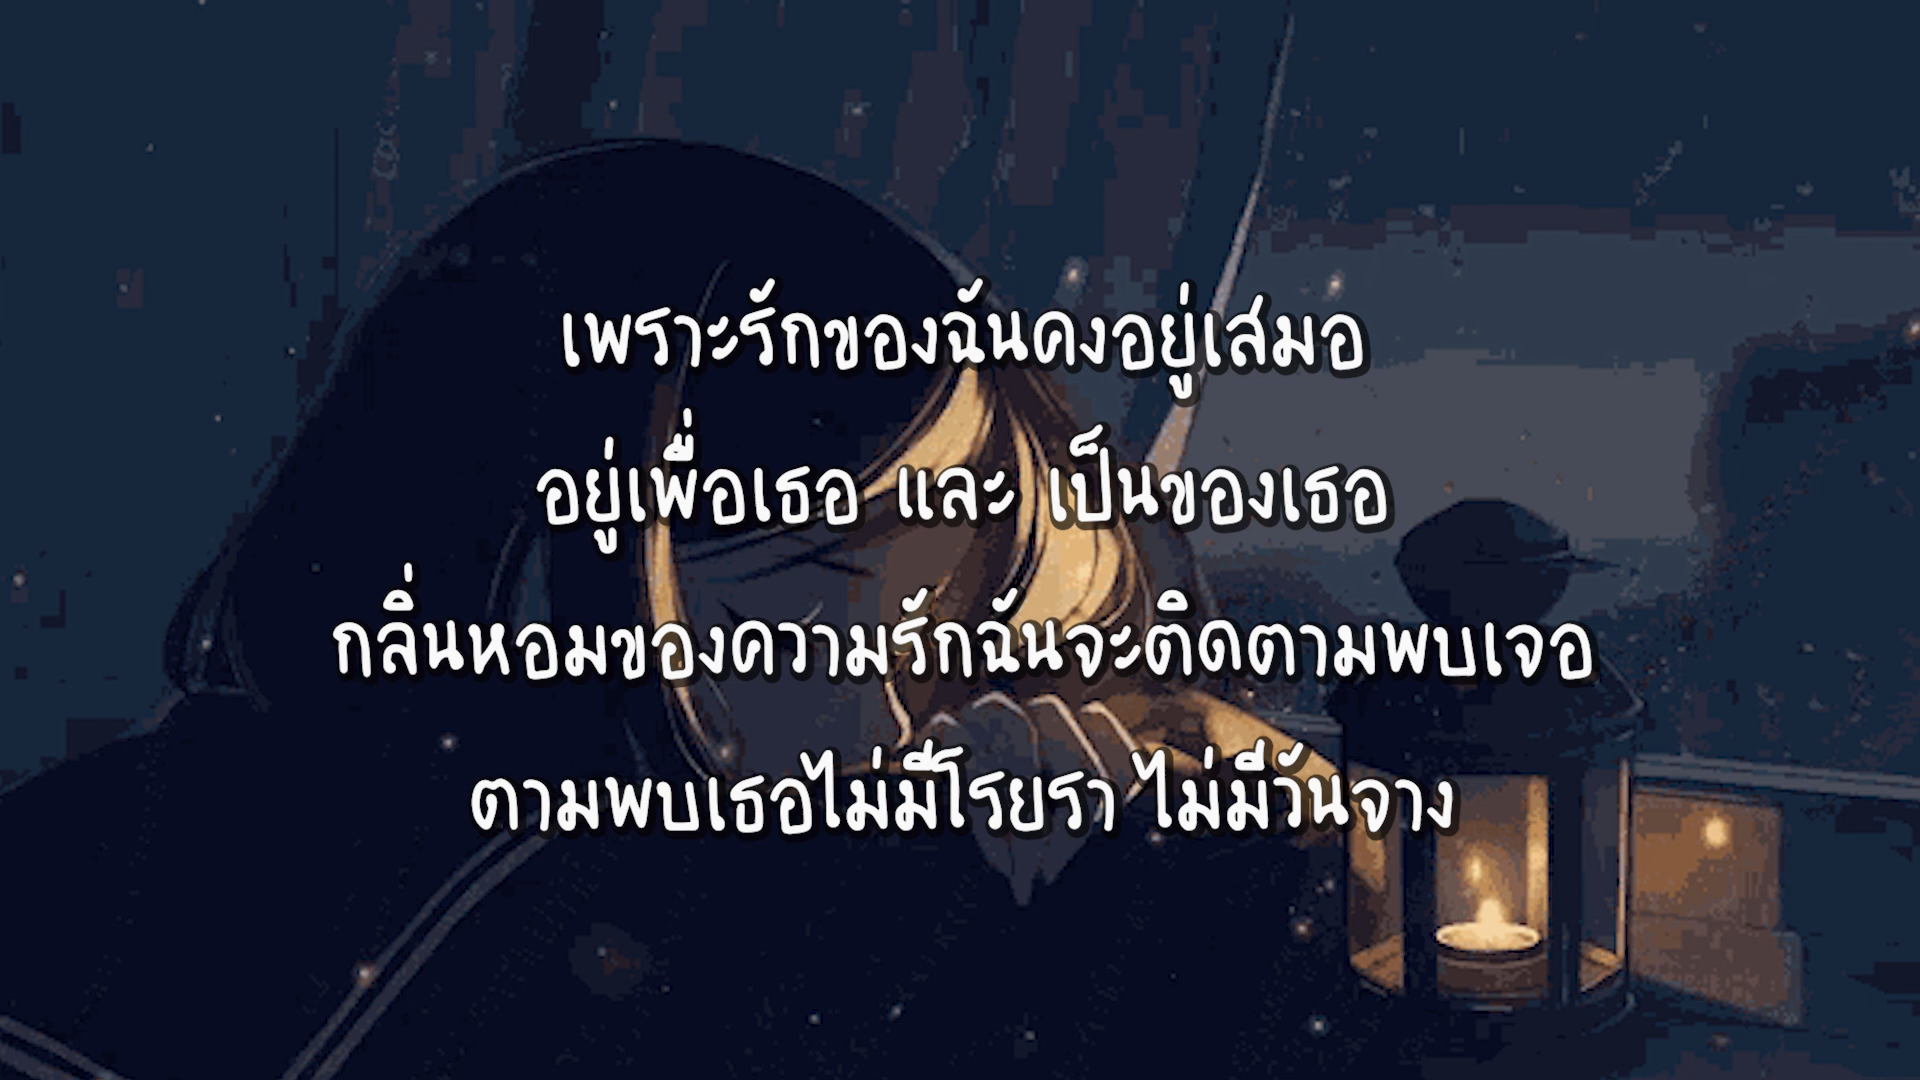 เพราะรักของฉันคงอยู่เสมอ
อยู่เพื่อเธอ และ เป็นของเธอ
กลิ่นหอมของความรักฉันจะติดตามพบเจอ
ตามพบเธอไม่มีโรยรา ไม่มีวันจาง